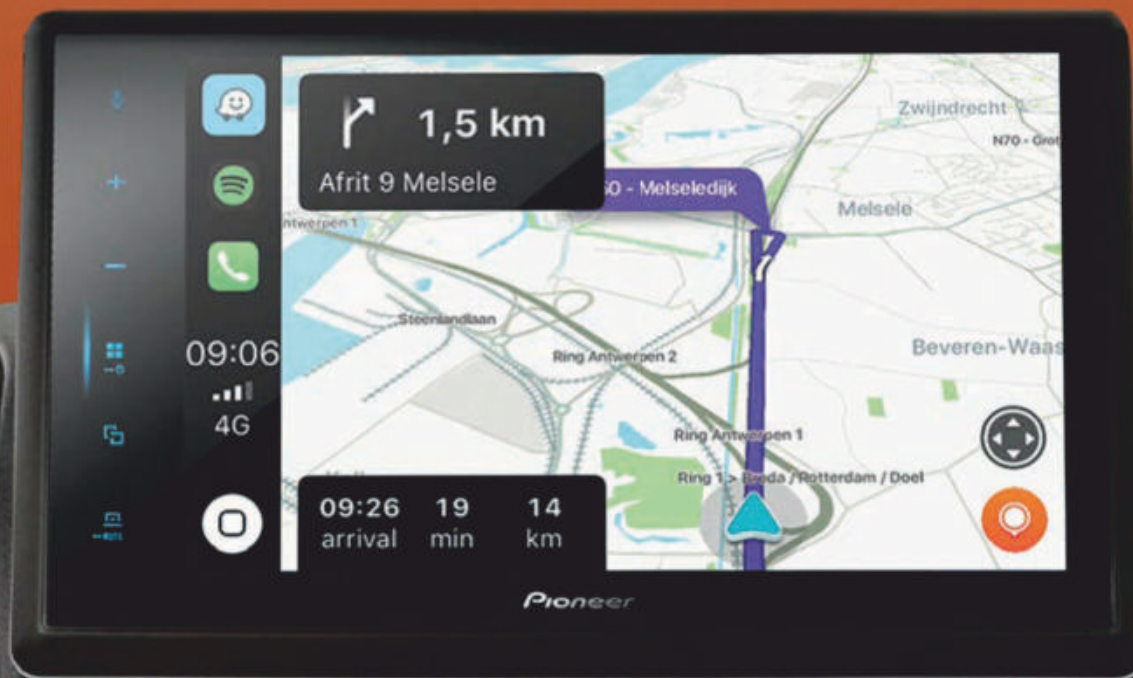 1,5 km
Afrit 9 Melsele
50 - Melseledijk
Zwijndrecht
N70 - Grot
Melsele
ntwerpen 1
Steenlandlaan
Ring Antwerpen 2
Beveren-Waas
09:06
4G
Ring Antwerpen 1
Ring 1 > Breda / Rotterdam / Doel
09:26 19 14
arrival min km
MUTE
Pioneer